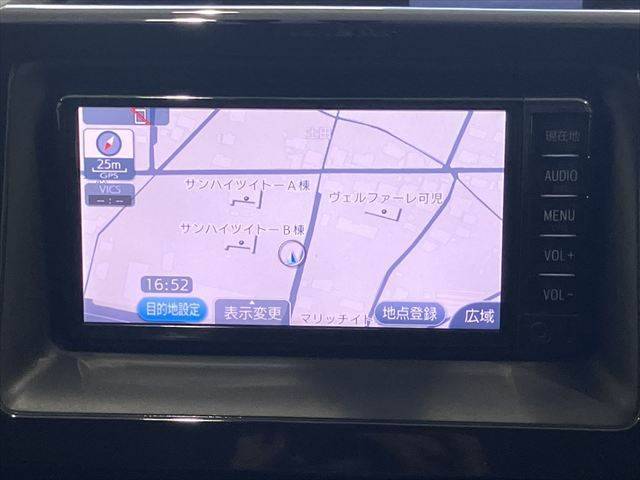 土田
25m
GPS
VICS
--:--
サンハイツイトーA棟
ヴェルファーレ可児
サンハイツイトーB棟
16:52
目的地設定
表示変更
マリッチイト
地点登録
広域
現在地
AUDIO
MENU
VOL+
VOL-